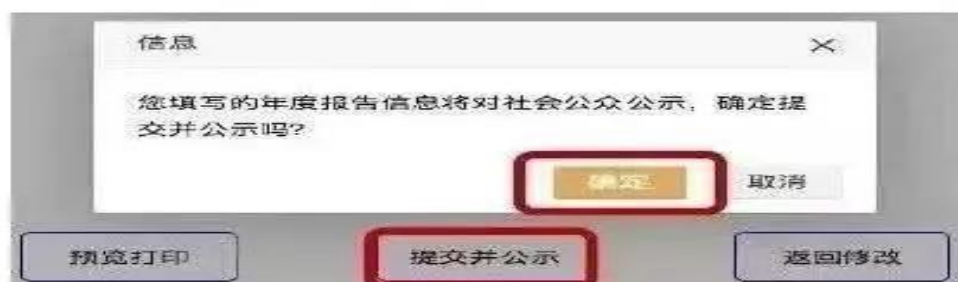 信息
您填写的年度报告信息将对社会公众公示，确定提
交并公示吗?
确定 取消
预览打印 提交并公示 返回修改